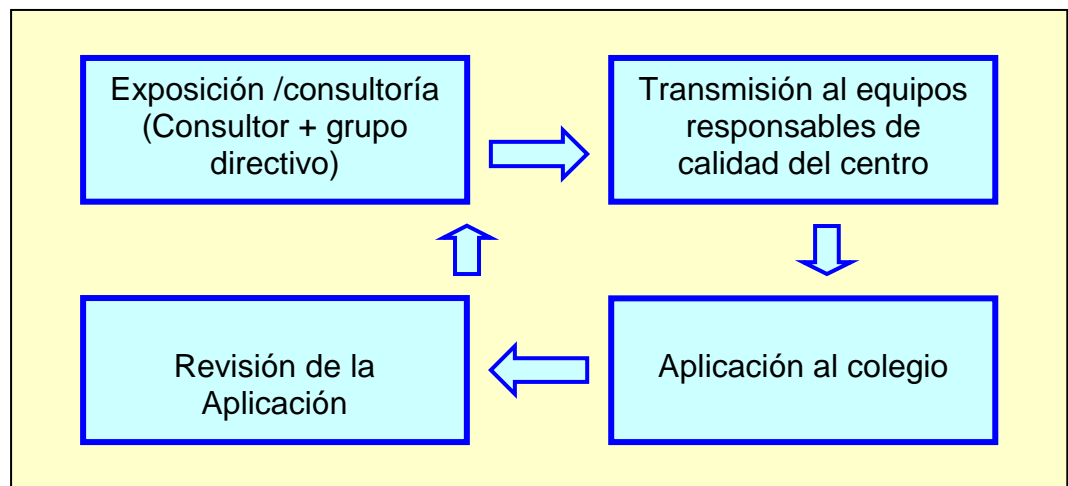 Exposición /consultoría
(Consultor + grupo
directivo)
Transmisión al equipos
responsables de
calidad del centro
Aplicación al colegio
Revisión de la
Aplicación